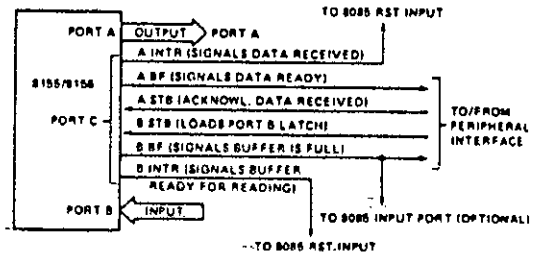 TO 8085 RST INPUT
PORT A OUTPUT PORT A
A INTR (SIGNALS DATA RECEIVED)
8155/8156
A BF (SIGNALS DATA READY)
A STB (ACKNOWL. DATA RECEIVED)
PORT C
B STB (LOADS PORT B LATCH)
TO/FROM
PERIPHERAL
INTERFACE
B BF (SIGNALS BUFFER IS FULL)
B INTR (SIGNALS BUFFER
READY FOR READING)
PORT B INPUT
TO 8085 INPUT PORT (OPTIONAL)
TO 8085 RST.INPUT